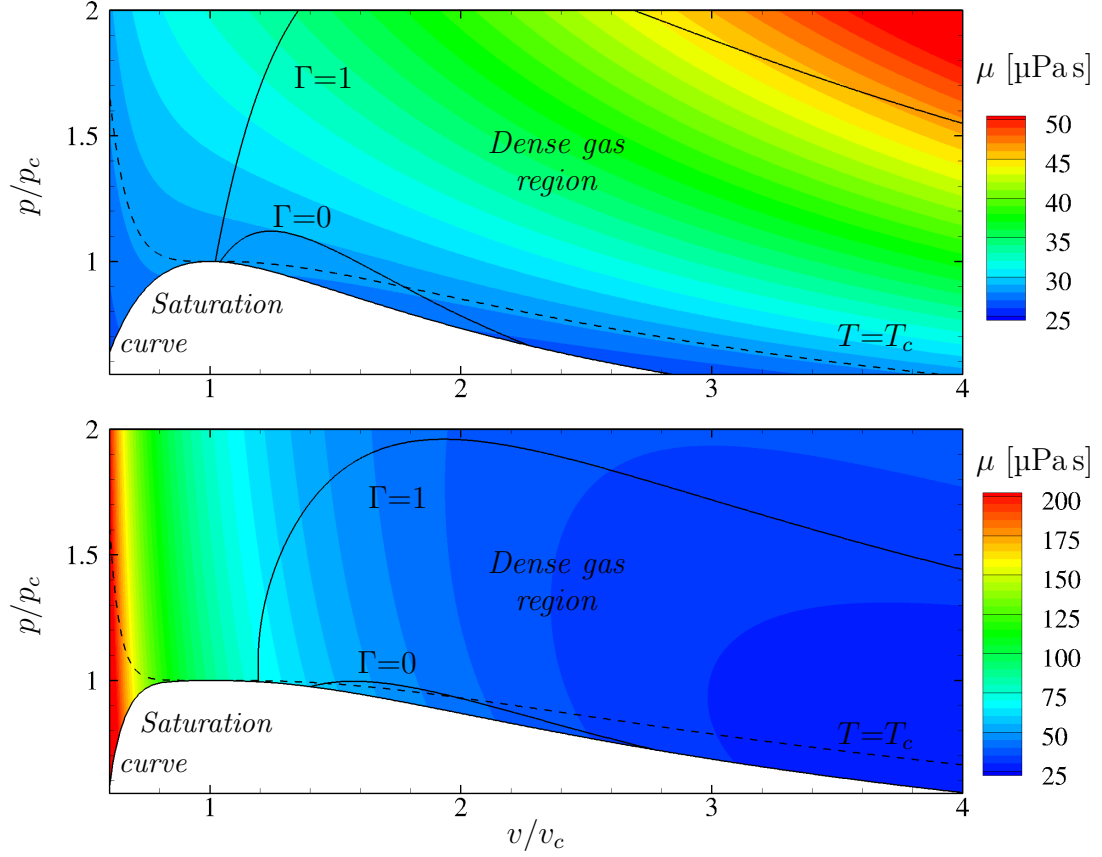 2
1.5
1
p/p_c
Γ=1
Γ=0
Dense gas
region
Saturation
curve
T=T_c
1
2
3
4
μ [μPa s]
50
45
40
35
30
25
2
1.5
1
p/p_c
Γ=1
Γ=0
Dense gas
region
Saturation
curve
T=T_c
1
2
3
4
v/v_c
μ [μPa s]
200
175
150
125
100
75
50
25